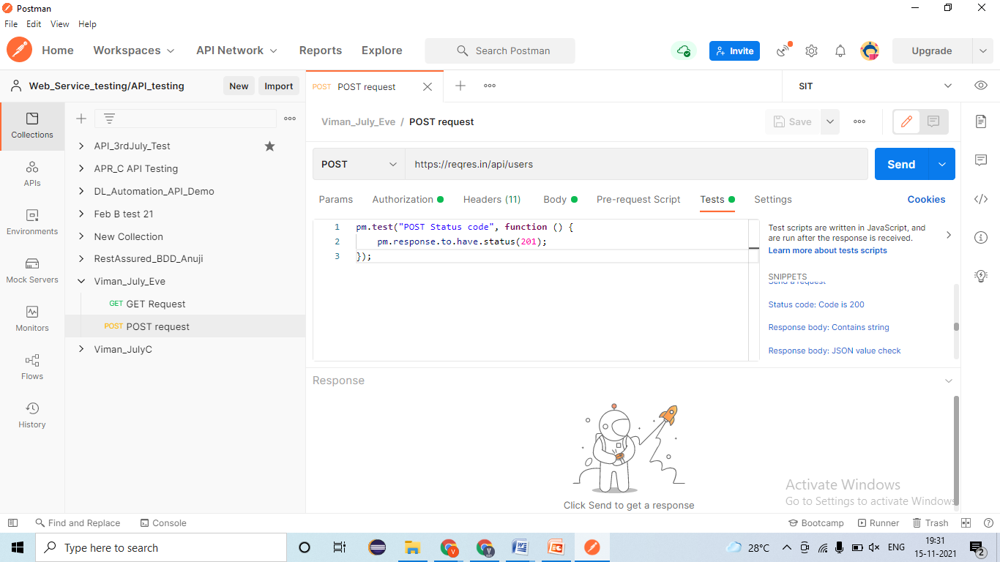 Postman
File Edit View Help
Home Workspaces API Network Reports Explore Search Postman Invite Upgrade
Web_Service_testing/API_testing New Import POST POST request SIT
Collections
APIs
Environments
Mock Servers
Monitors
Flows
History
API_3rdJuly_Test
APR_C API Testing
DL_Automation_API_Demo
Feb B test 21
New Collection
RestAssured_BDD_Anuji
Viman_July_Eve
GET GET Request
POST POST request
Viman_JulyC
Viman_July_Eve / POST request Save
POST https://reqres.in/api/users Send
Params Authorization Headers (11) Body Pre-request Script Tests Settings Cookies
1 pm.test("POST Status code", function () {
2 pm.response.to.have.status(201);
3 });
Test scripts are written in JavaScript, and
are run after the response is received.
Learn more about tests scripts
SNIPPETS
Send a request
Status code: Code is 200
Response body: Contains string
Response body: JSON value check
Response
Click Send to get a response
Activate Windows
Go to Settings to activate Windows
Find and Replace Console Bootcamp Runner Trash
Type here to search 28°C ENG 19:31
15-11-2021 2